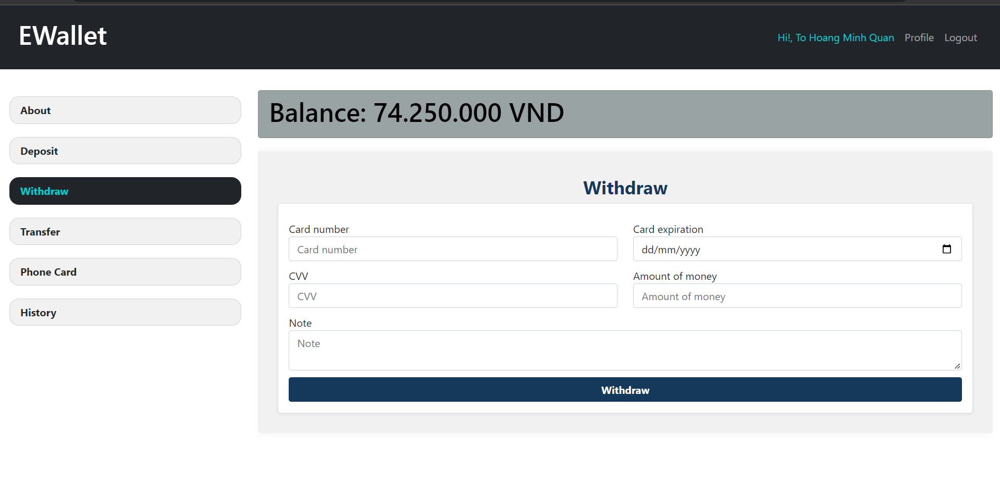 EWallet
Hi!, To Hoang Minh Quan Profile Logout
About
Deposit
Withdraw
Transfer
Phone Card
History
Balance: 74.250.000 VND
Withdraw
Card number
Card number
Card expiration
dd/mm/yyyy
CVV
CVV
Amount of money
Amount of money
Note
Note
Withdraw